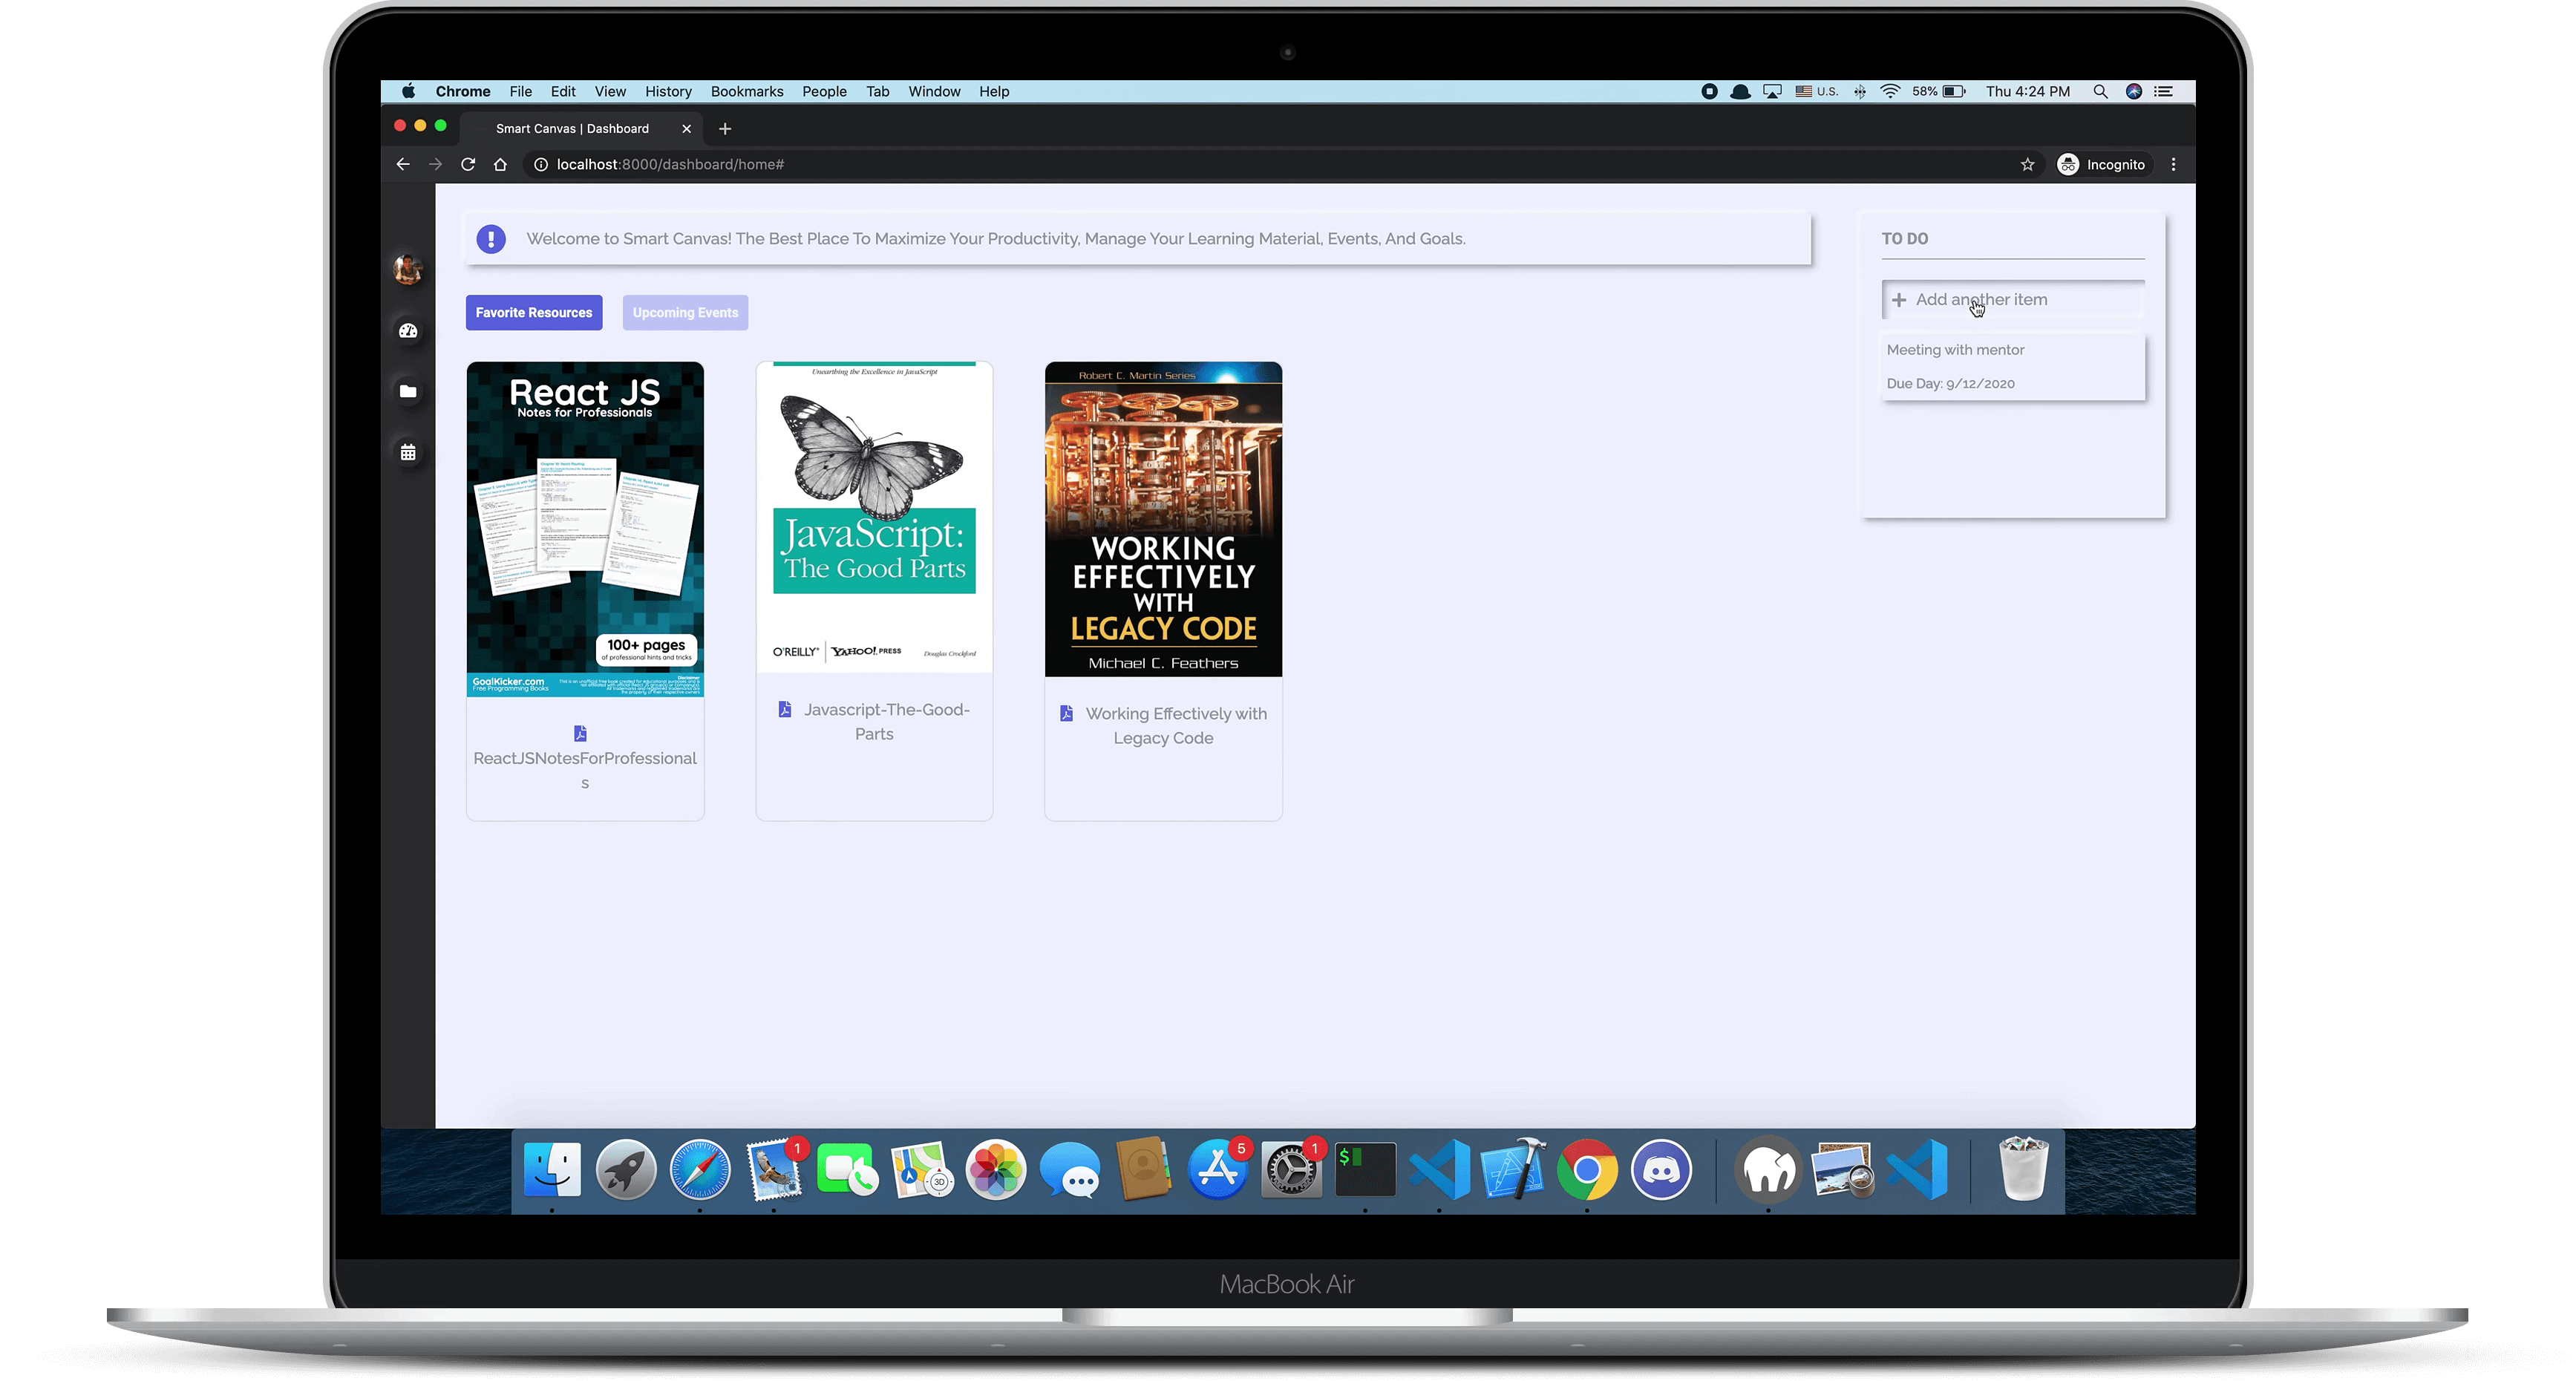 Chrome File Edit View History Bookmarks People Tab Window Help U.S. 58% Thu 4:24 PM
Smart Canvas | Dashboard
localhost:8000/dashboard/home#
Incognito
Welcome to Smart Canvas! The Best Place To Maximize Your Productivity, Manage Your Learning Material, Events, And Goals.
Favorite Resources
Upcoming Events
React JS
Notes for Professionals
100+ pages
of professional hints and tricks
GoalKicker.com
Free Programming Books
Disclaimer
ReactJSNotesForProfessional
s
Unearthing the Excellence in JavaScript
JavaScript:
The Good Parts
O'REILLY®
YAHOO! PRESS
Douglas Crockford
Javascript-The-Good-
Parts
Robert C. Martin Series
WORKING
EFFECTIVELY
WITH
LEGACY CODE
Michael C. Feathers
Working Effectively with
Legacy Code
TO DO
Add another item
Meeting with mentor
Due Day: 9/12/2020
1
3D
5
1
$
MacBook Air